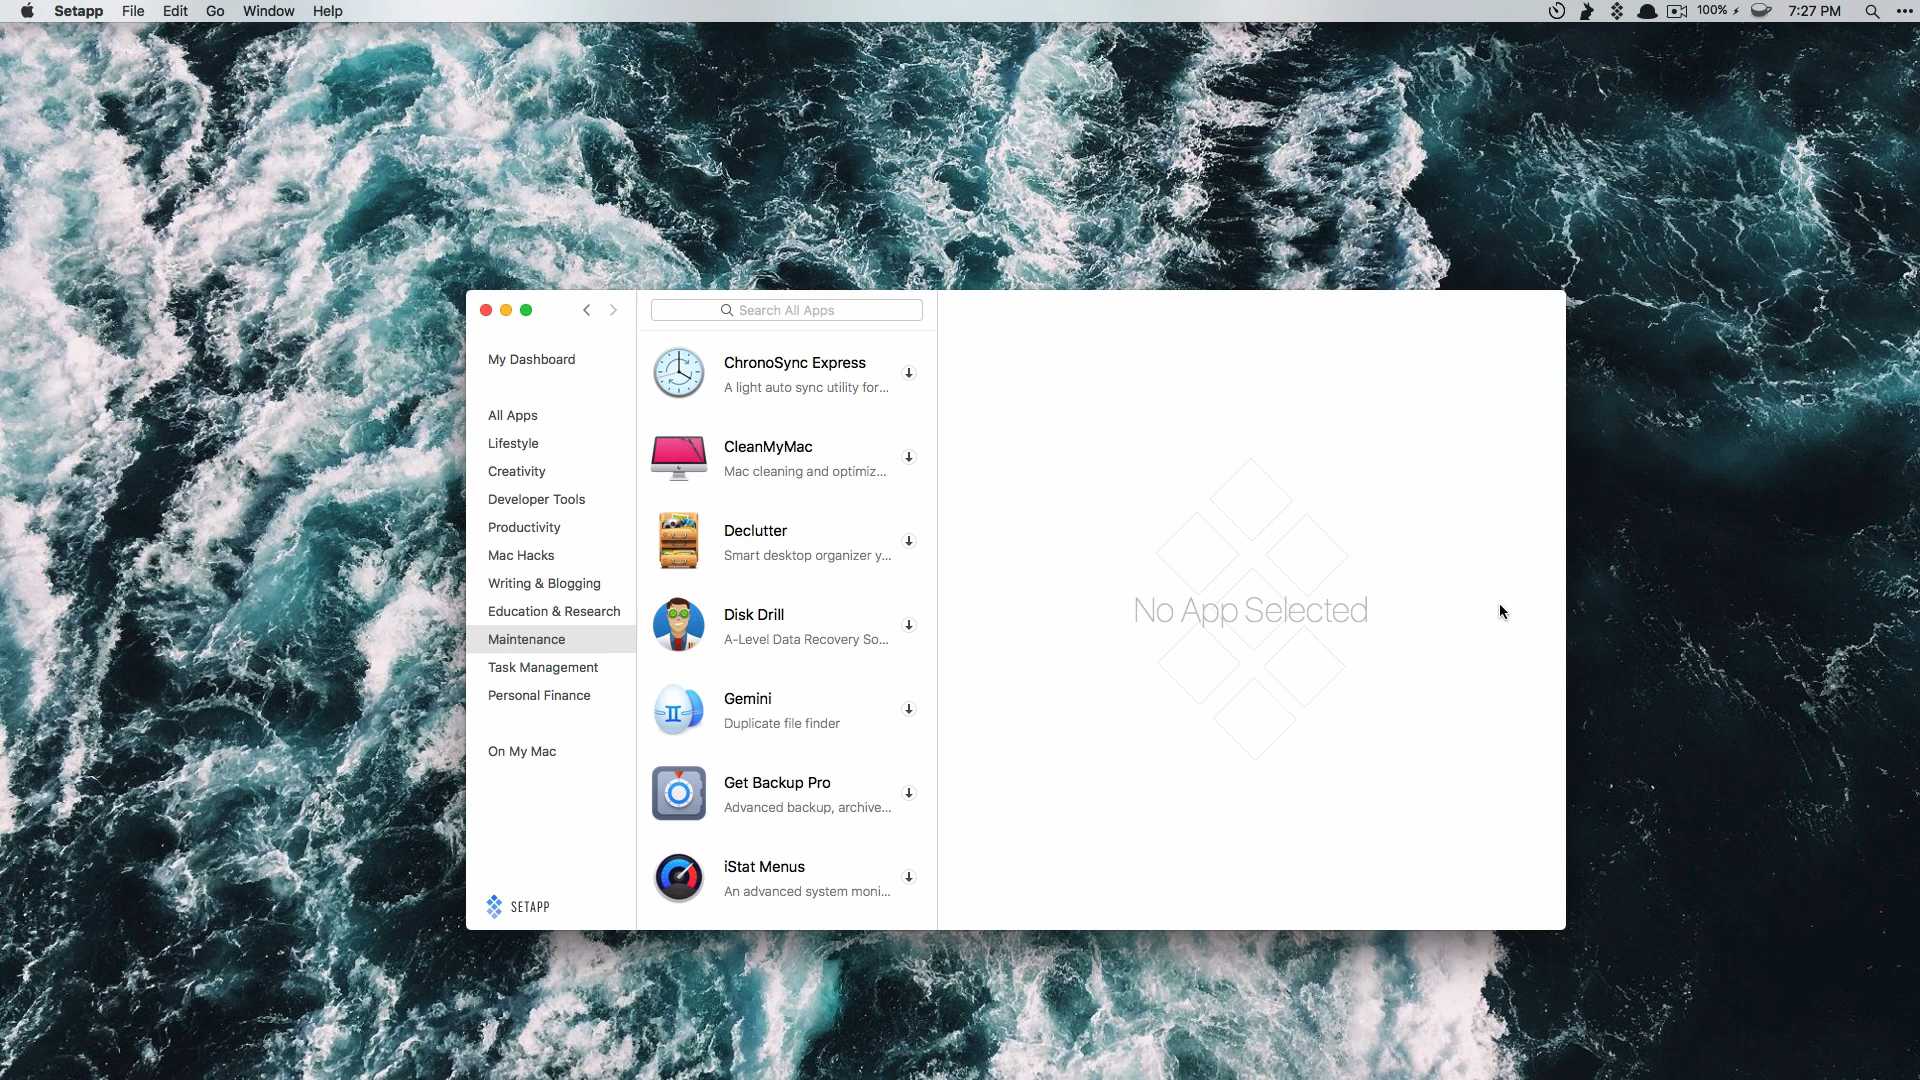 Setapp File Edit Go Window Help 100% 7:27 PM
Search All Apps
My Dashboard
All Apps
Lifestyle
Creativity
Developer Tools
Productivity
Mac Hacks
Writing & Blogging
Education & Research
Maintenance
Task Management
Personal Finance
On My Mac
SETAPP
ChronoSync Express
A light auto sync utility for...
CleanMyMac
Mac cleaning and optimiz...
Declutter
Smart desktop organizer y...
Disk Drill
A-Level Data Recovery So...
Gemini
Duplicate file finder
Get Backup Pro
Advanced backup, archive...
iStat Menus
An advanced system moni...
No App Selected